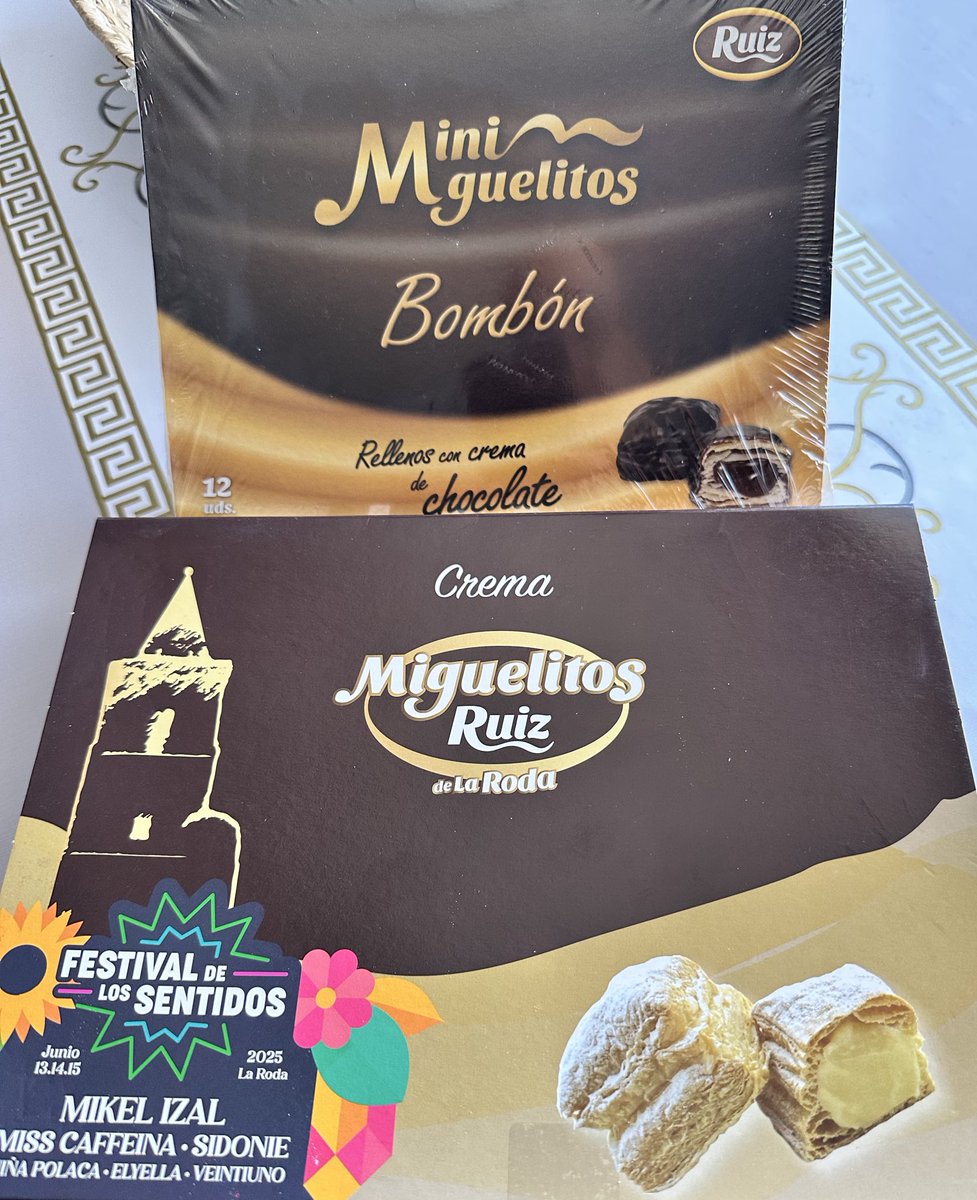 Ruiz
Mini
Miguelitos
Bombón
Rellenos con crema
de chocolate
12
uds.
Crema
Miguelitos
Ruiz
de La Roda
FESTIVAL DE
LOS SENTIDOS
Junio
13.14.15
2025
La Roda
MIKEL IZAL
MISS CAFFEINA • SIDONIE
POLACA • ELYELLA • VEINTIUNO